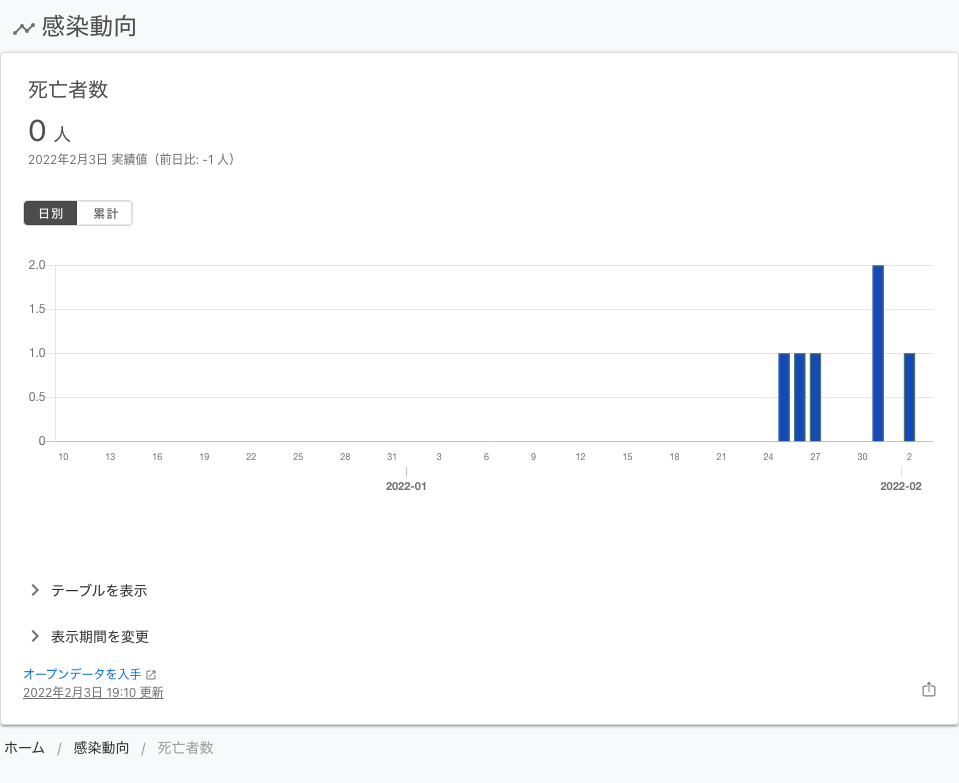 感染動向
死亡者数
0 人
2022年2月3日 実績値（前日比: -1 人）
日別 累計
2.0
1.5
1.0
0.5
0
10 13 16 19 22 25 28 31 3 6 9 12 15 18 21 24 27 30 2
2022-01 2022-02
テーブルを表示
表示期間を変更
オープンデータを入手
2022年2月3日 19:10 更新
ホーム / 感染動向 / 死亡者数